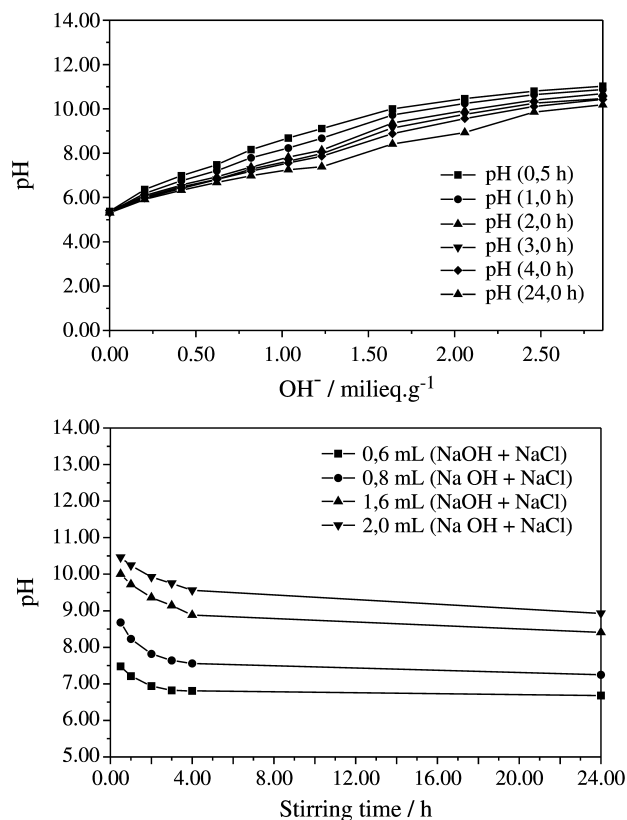 14.00
12.00
10.00
8.00
6.00
4.00
2.00
0.00
pH
pH (0,5 h)
pH (1,0 h)
pH (2,0 h)
pH (3,0 h)
pH (4,0 h)
pH (24,0 h)
0.00 0.50 1.00 1.50 2.00 2.50
OH⁻ / milieq.g⁻¹
14.00
13.00
12.00
11.00
10.00
9.00
8.00
7.00
6.00
5.00
pH
0,6 mL (NaOH + NaCl)
0,8 mL (Na OH + NaCl)
1,6 mL (NaOH + NaCl)
2,0 mL (Na OH + NaCl)
0.00 4.00 8.00 12.00 16.00 20.00 24.00
Stirring time / h